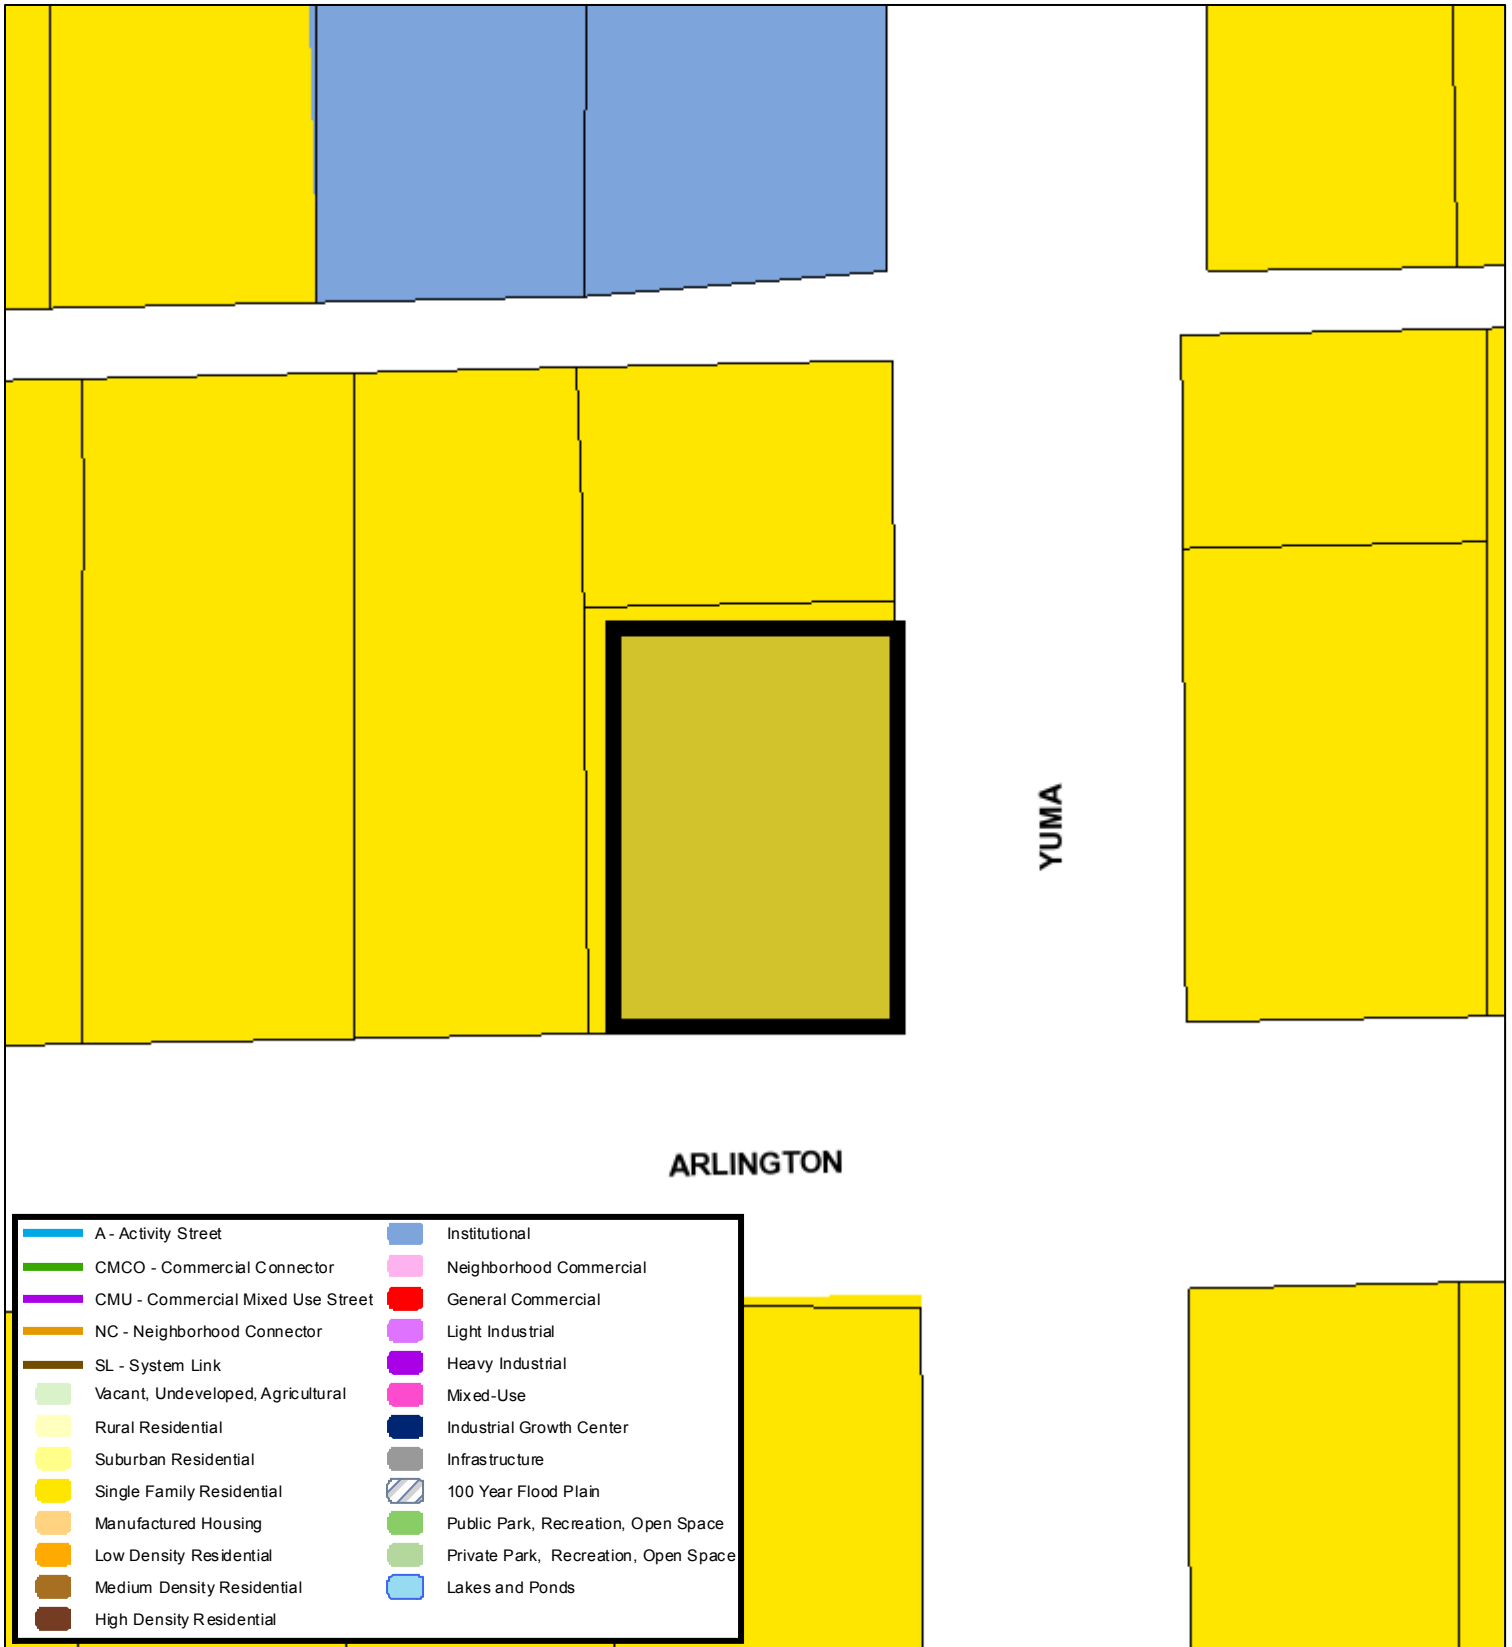 YUMA
ARLINGTON
A - Activity Street
CMCO - Commercial Connector
CMU - Commercial Mixed Use Street
NC - Neighborhood Connector
SL - System Link
Vacant, Undeveloped, Agricultural
Rural Residential
Suburban Residential
Single Family Residential
Manufactured Housing
Low Density Residential
Medium Density Residential
High Density Residential
Institutional
Neighborhood Commercial
General Commercial
Light Industrial
Heavy Industrial
Mixed-Use
Industrial Growth Center
Infrastructure
100 Year Flood Plain
Public Park, Recreation, Open Space
Private Park, Recreation, Open Space
Lakes and Ponds